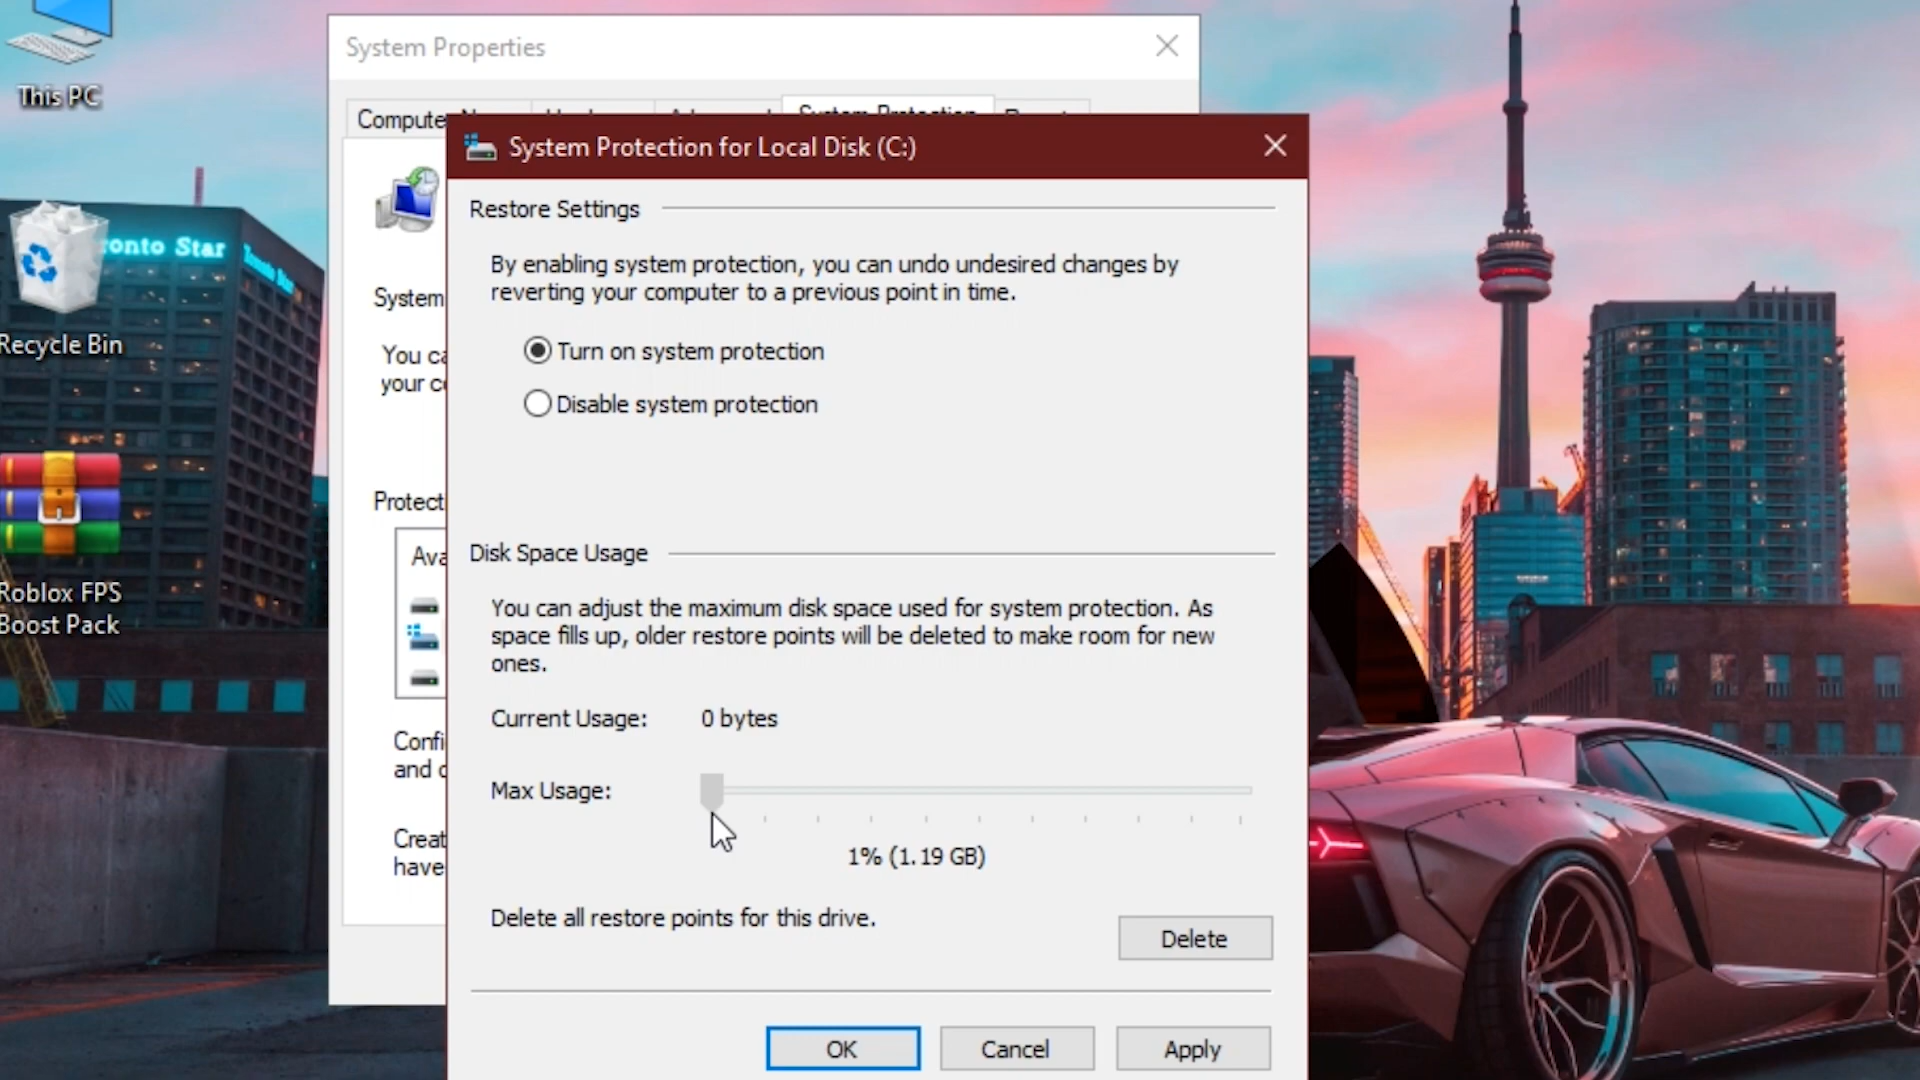 System Properties
This PC
Compute
System Protection
System Protection for Local Disk (C:)
Restore Settings
By enabling system protection, you can undo undesired changes by
reverting your computer to a previous point in time.
Turn on system protection
Disable system protection
onto Star
Toronto Star
Recycle Bin
System
You ca
your c
Protect
Ava
Roblox FPS
Boost Pack
Disk Space Usage
You can adjust the maximum disk space used for system protection. As
space fills up, older restore points will be deleted to make room for new
ones.
Current Usage: 0 bytes
Max Usage:
1% (1.19 GB)
Confi
and c
Creat
have
Delete all restore points for this drive.
Delete
OK
Cancel
Apply